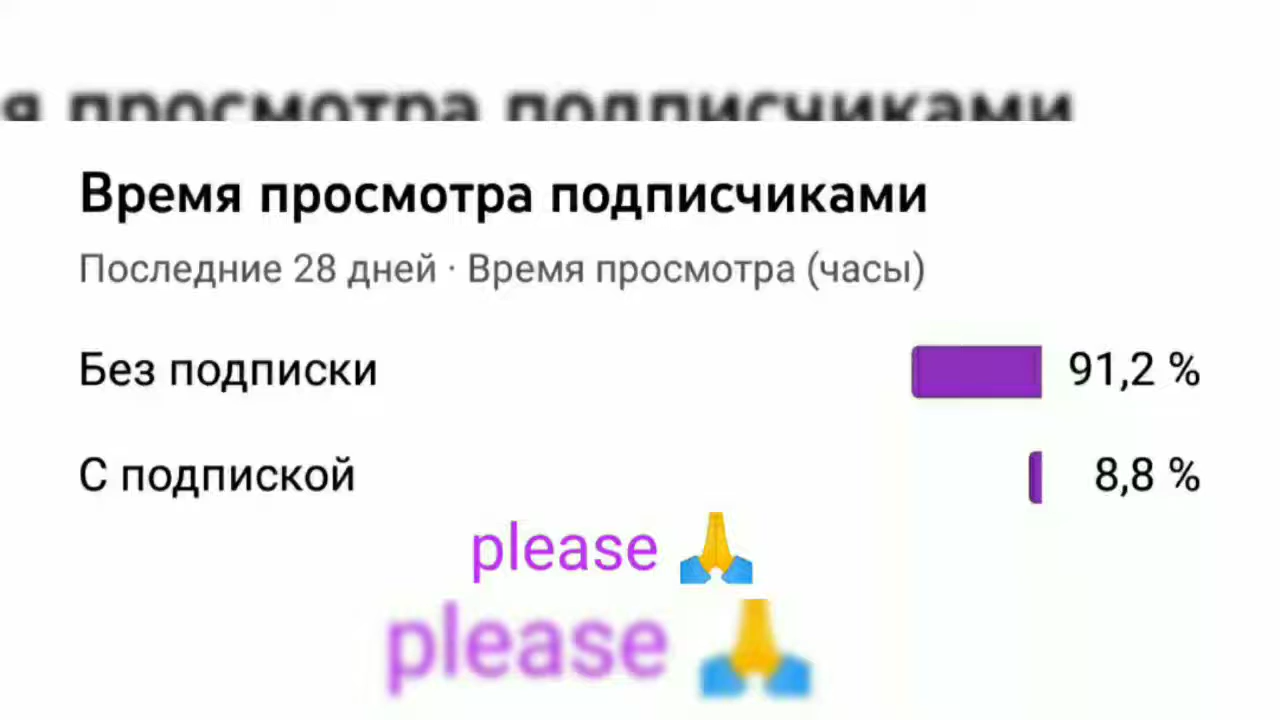 я просмотра подписчиками
Время просмотра подписчиками
Последние 28 дней · Время просмотра (часы)
Без подписки 91,2 %
С подпиской 8,8 %
please 🙏
please 🙏